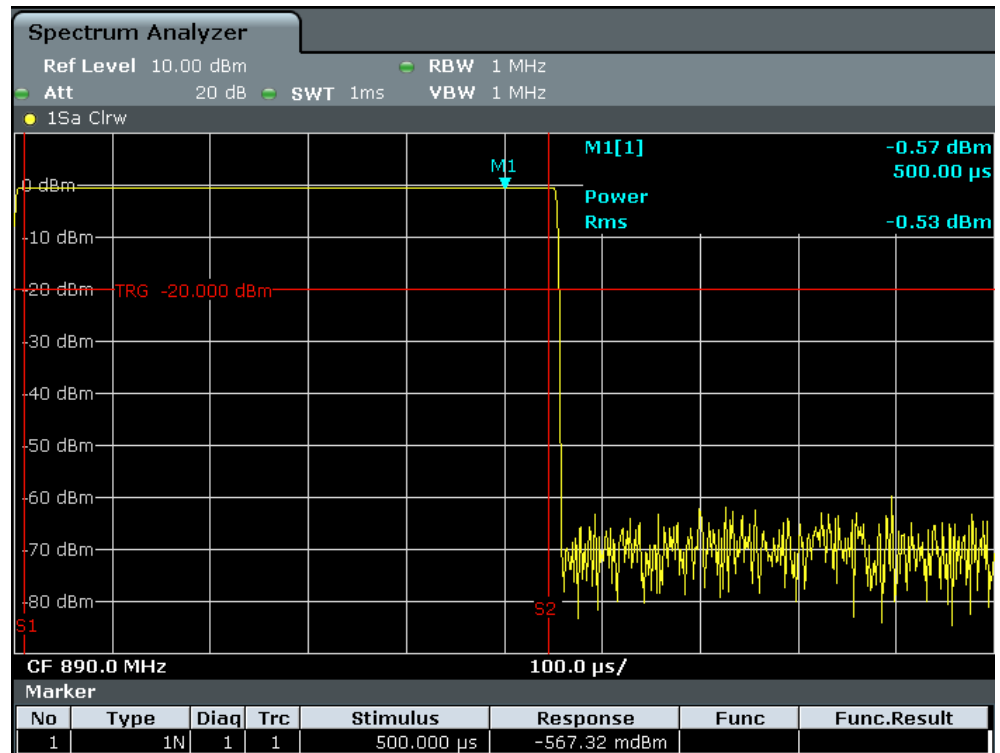 Spectrum Analyzer
Ref Level 10.00 dBm RBW 1 MHz
Att 20 dB SWT 1ms VBW 1 MHz
1Sa Clrw
M1[1] -0.57 dBm
M1 500.00 µs
0 dBm
Power
Rms -0.53 dBm
-10 dBm
-20 dBm TRG -20.000 dBm
-30 dBm
-40 dBm
-50 dBm
-60 dBm
-70 dBm
-80 dBm
S2
S1
CF 890.0 MHz 100.0 µs/
Marker
No Type Diaq Trc Stimulus Response Func Func.Result
1 1N 1 1 500.000 µs -567.32 mdBm